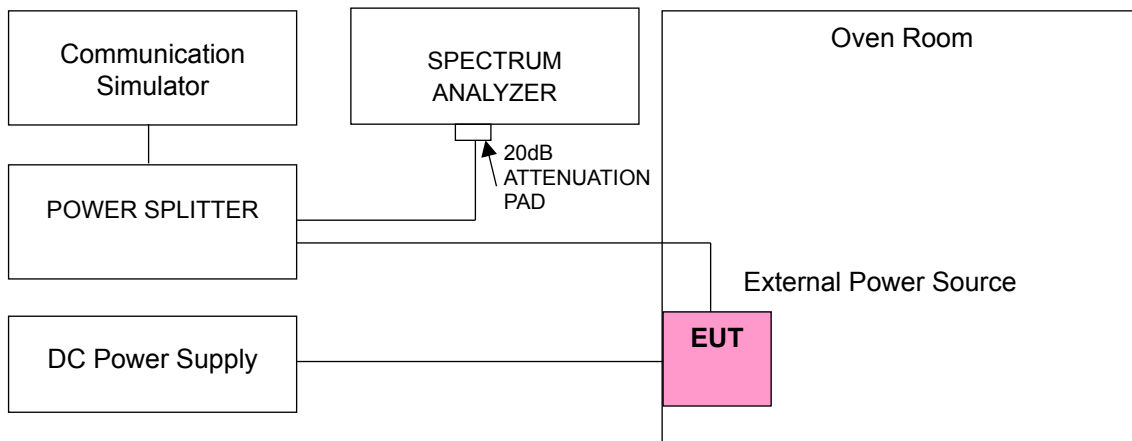 Communication
Simulator
SPECTRUM
ANALYZER
Oven Room
20dB
ATTENUATION
PAD
POWER SPLITTER
External Power Source
EUT
DC Power Supply